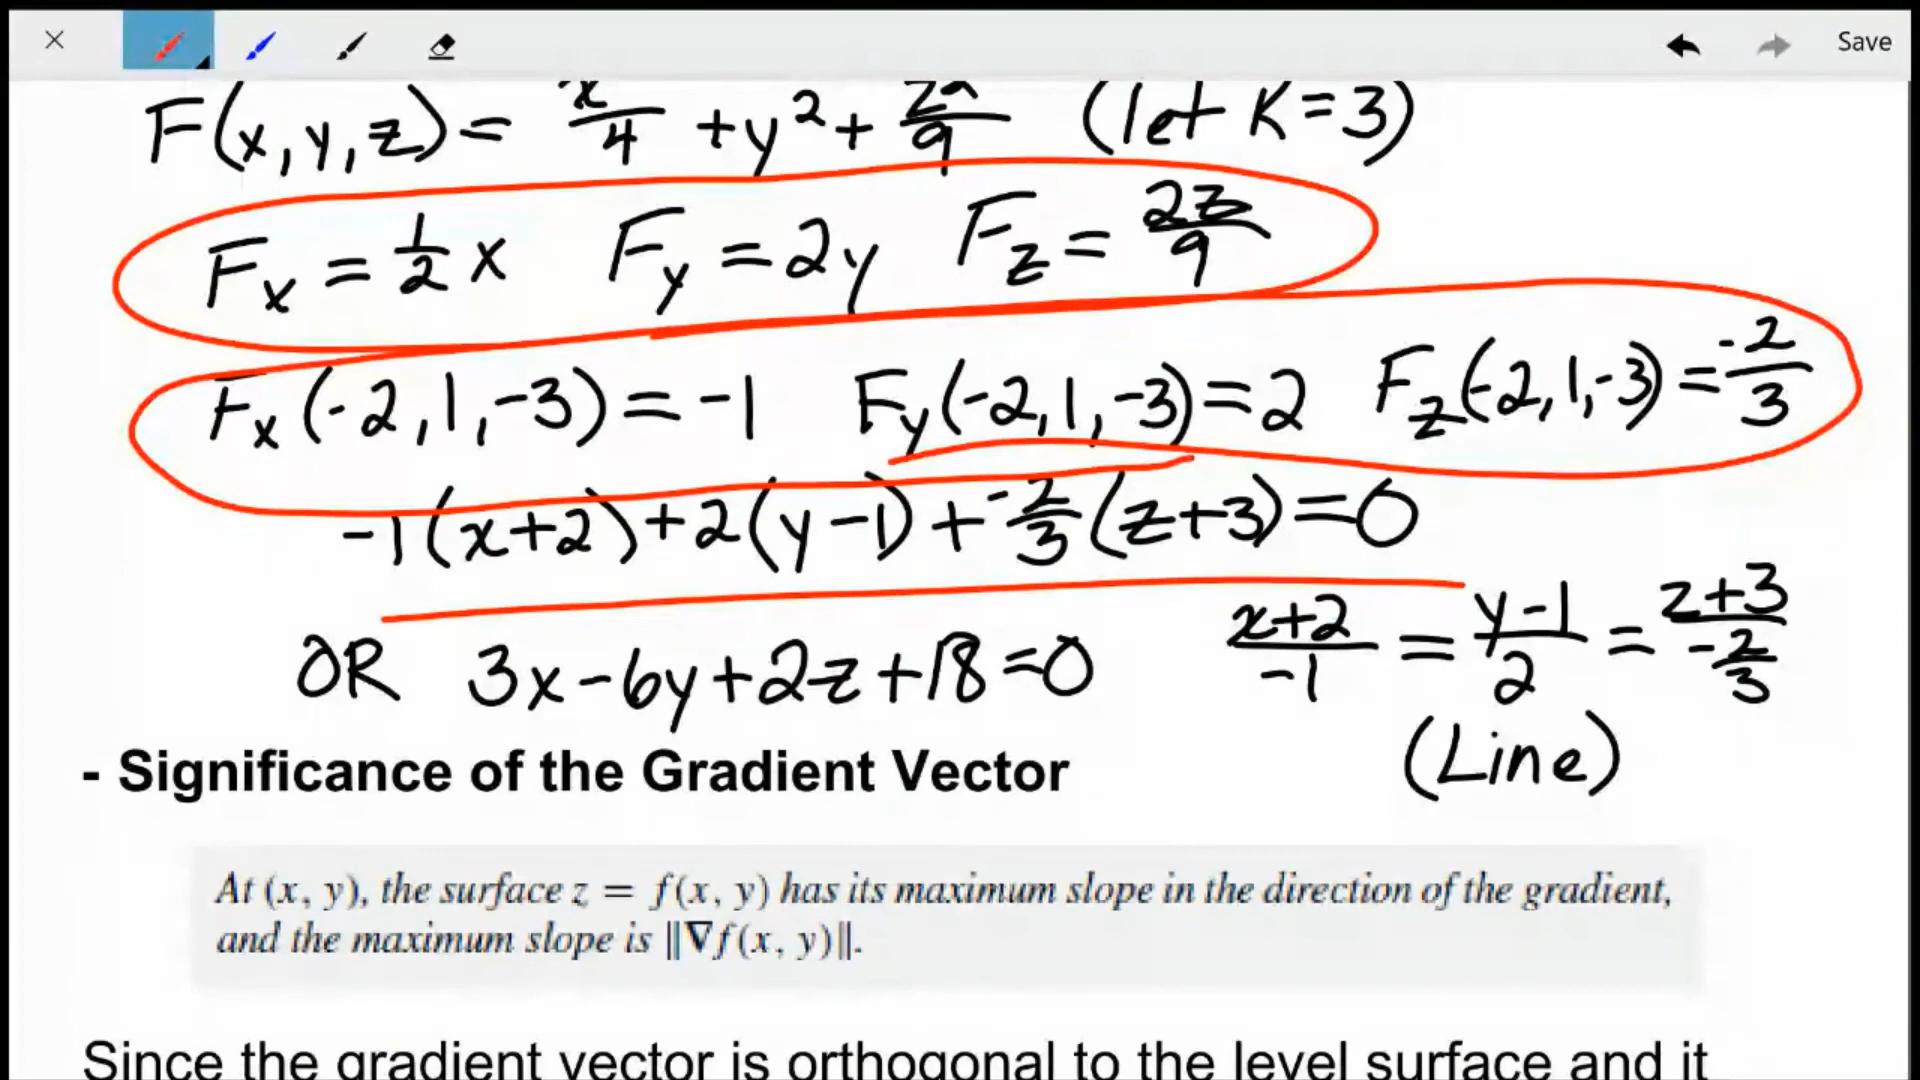 Save
F(x,y,z)= x/4 +y²+ z²/9 (let K=3)
Fx = 1/2 x Fy = 2y Fz = 2z/9
Fx(-2,1,-3)=-1 Fy(-2,1,-3)=2 Fz(-2,1,-3)=-2/3
-1(x+2)+2(y-1)+-2/3(z+3)=0
OR 3x-6y+2z+18=0 x+2/-1 = y-1/2 = z+3/-2/3
(Line)
- Significance of the Gradient Vector
At (x, y), the surface z = f(x, y) has its maximum slope in the direction of the gradient,
and the maximum slope is ‖∇f(x, y)‖.
Since the gradient vector is orthogonal to the level surface and it